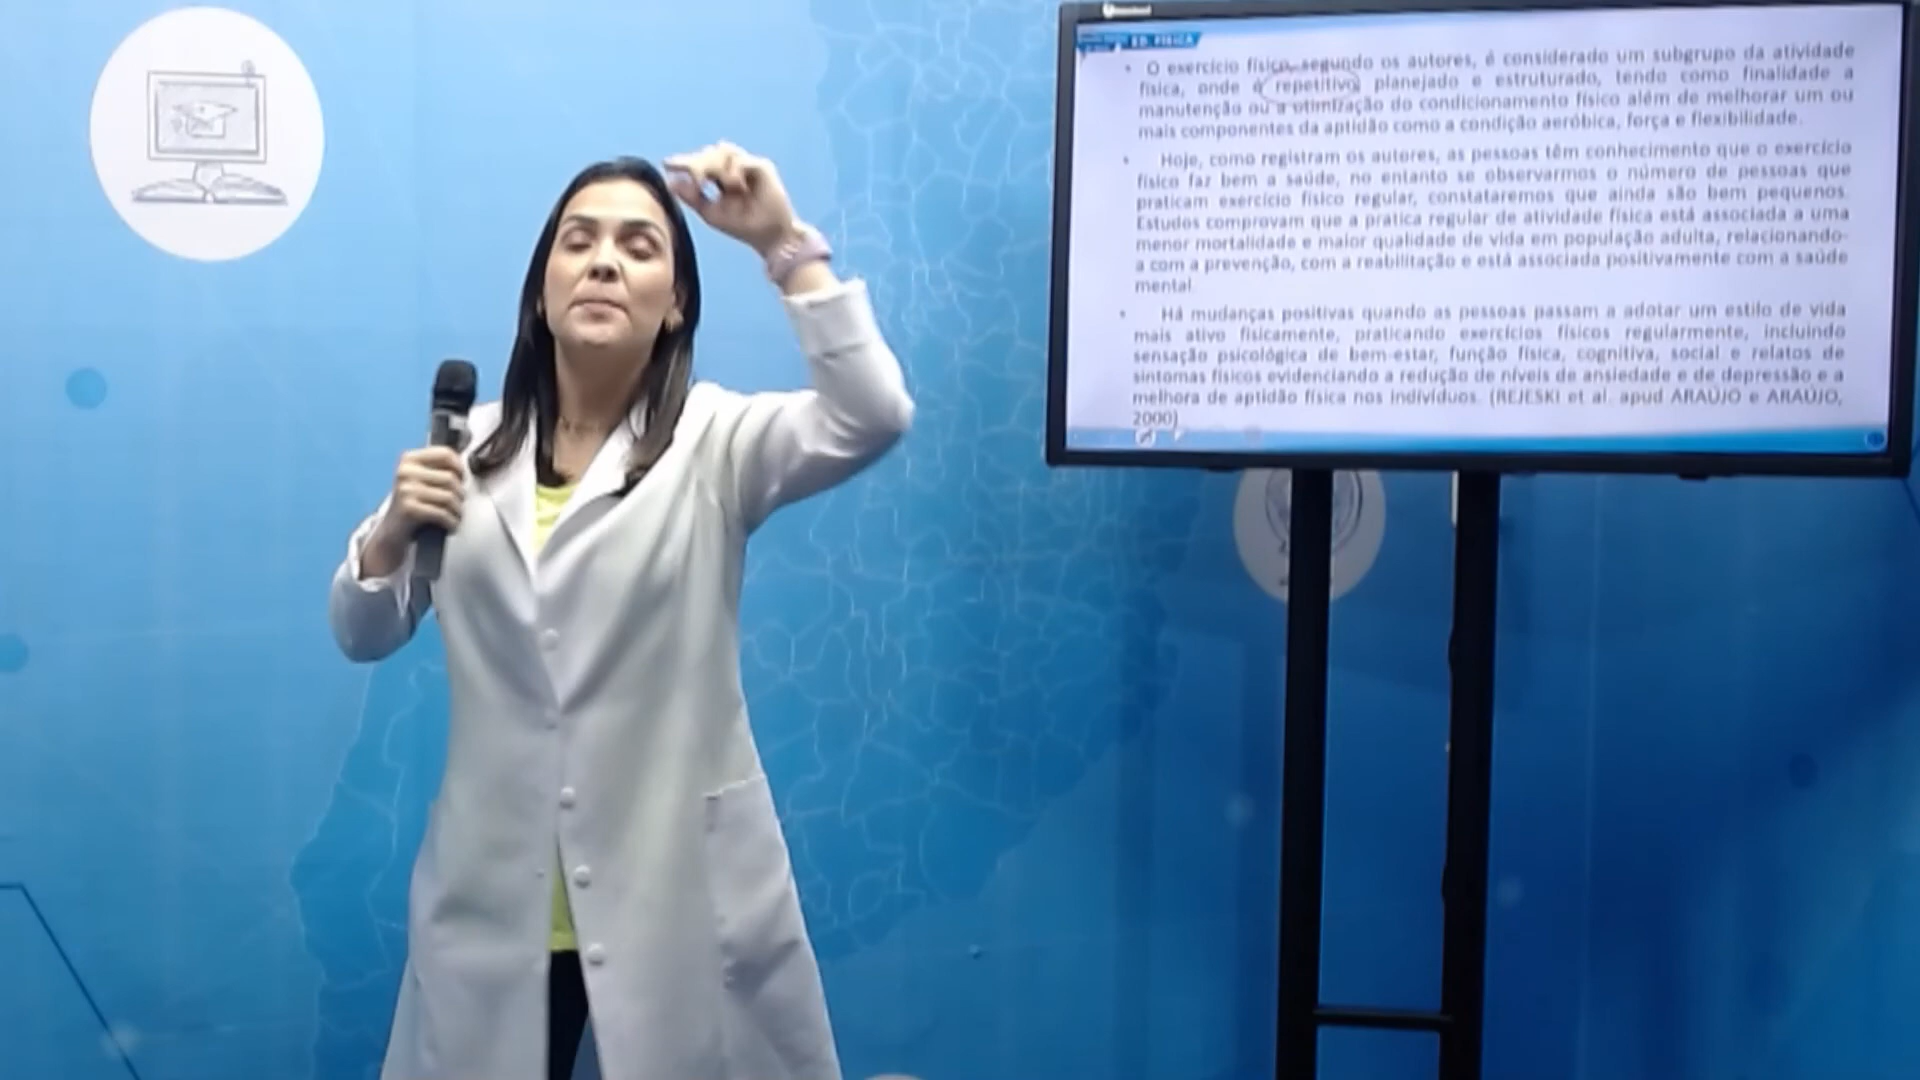 ED. FÍSICA
• O exercício físico, segundo os autores, é considerado um subgrupo da atividade
física, onde é repetitivo, planejado e estruturado, tendo como finalidade a
manutenção ou a otimização do condicionamento físico além de melhorar um ou
mais componentes da aptidão como a condição aeróbica, força e flexibilidade.
• Hoje, como registram os autores, as pessoas têm conhecimento que o exercício
físico faz bem a saúde, no entanto se observarmos o número de pessoas que
praticam exercício físico regular, constataremos que ainda são bem pequenos.
Estudos comprovam que a pratica regular de atividade física está associada a uma
menor mortalidade e maior qualidade de vida em população adulta, relacionando-
a com a prevenção, com a reabilitação e está associada positivamente com a saúde
mental.
• Há mudanças positivas quando as pessoas passam a adotar um estilo de vida
mais ativo fisicamente, praticando exercícios físicos regularmente, incluindo
sensação psicológica de bem-estar, função física, cognitiva, social e relatos de
sintomas físicos evidenciando a redução de níveis de ansiedade e de depressão e a
melhora de aptidão física nos indivíduos. (REJESKI et al. apud ARAÚJO e ARAÚJO,
2000)